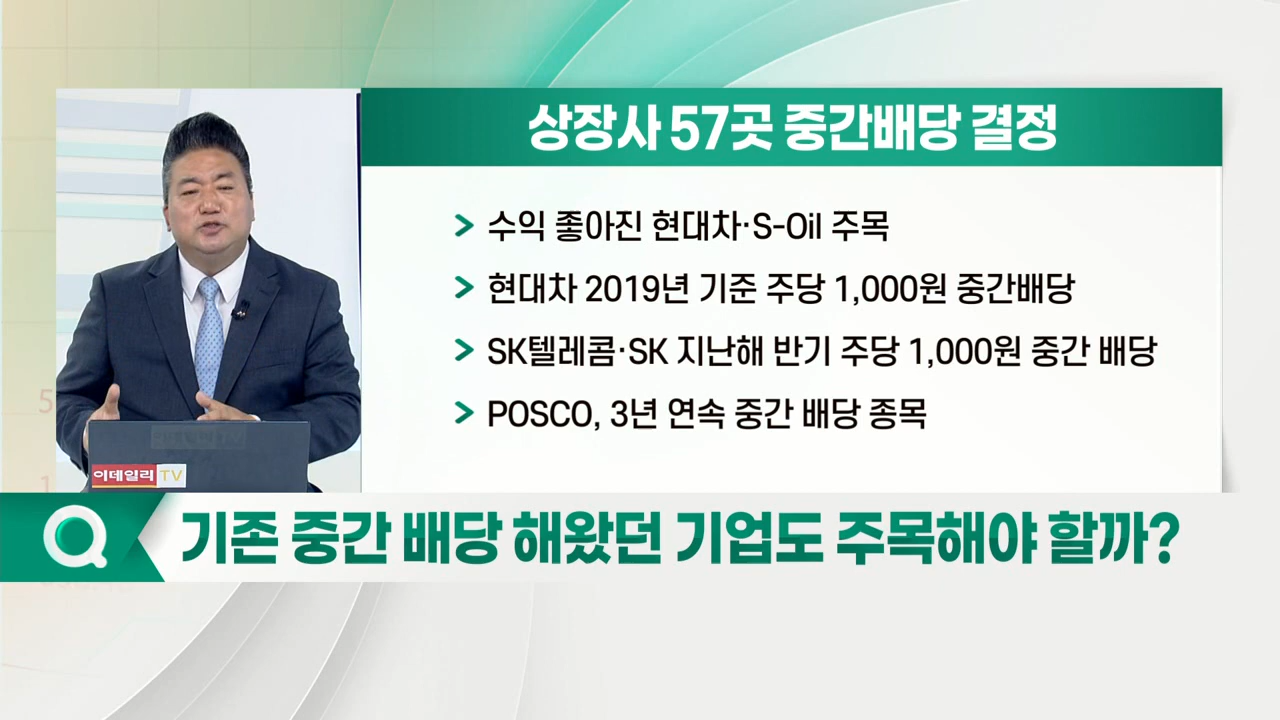 상장사 57곳 중간배당 결정
> 수익 좋아진 현대차·S-Oil 주목
> 현대차 2019년 기준 주당 1,000원 중간배당
> SK텔레콤·SK 지난해 반기 주당 1,000원 중간 배당
> POSCO, 3년 연속 중간 배당 종목
이데일리 TV
Q 기존 중간 배당 해왔던 기업도 주목해야 할까?